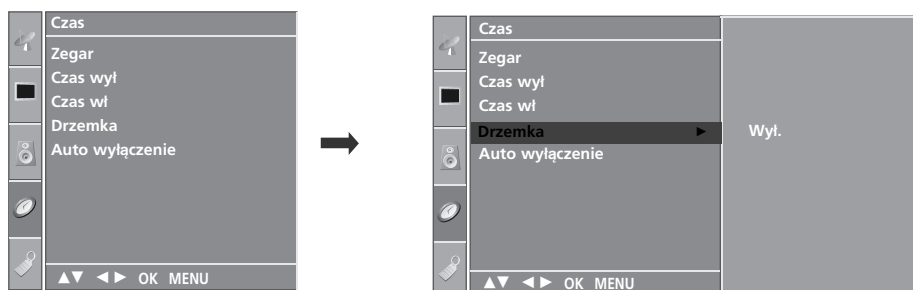 Czas
Zegar
Czas wył
Czas wł
Drzemka
Auto wyłączenie
▲▼ ◄► OK MENU
Czas
Zegar
Czas wył
Czas wł
Drzemka ►
Wył.
Auto wyłączenie
▲▼ ◄► OK MENU